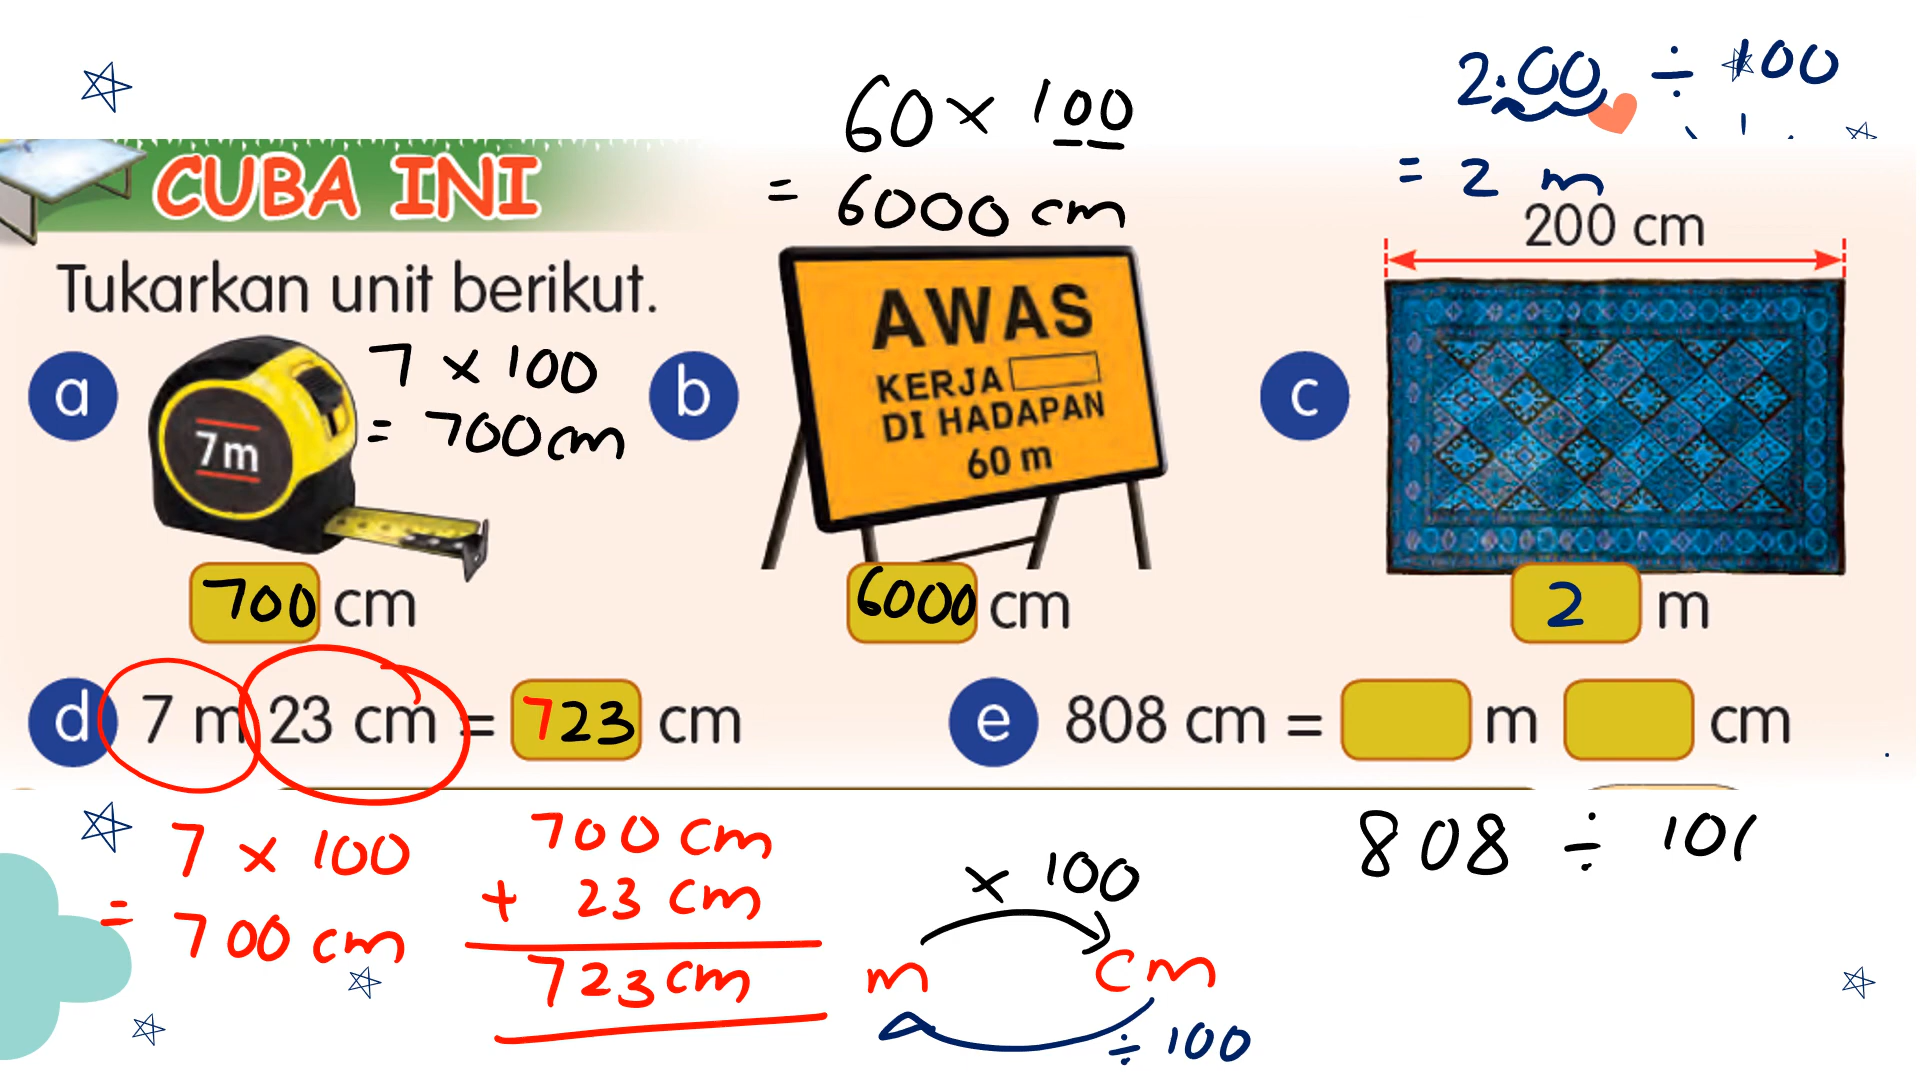 2.00 ÷ 100
= 2 m
60 × 100
= 6000 cm
CUBA INI
200 cm
Tukarkan unit berikut.
a
7 m
7 × 100
= 700 cm
b
AWAS
KERJA
DI HADAPAN
60 m
c
700 cm
6000 cm
2 m
d 7 m 23 cm = 723 cm
e 808 cm = m cm
7 × 100
= 700 cm
700 cm
+ 23 cm
723 cm
× 100
m cm
÷ 100
808 ÷ 10